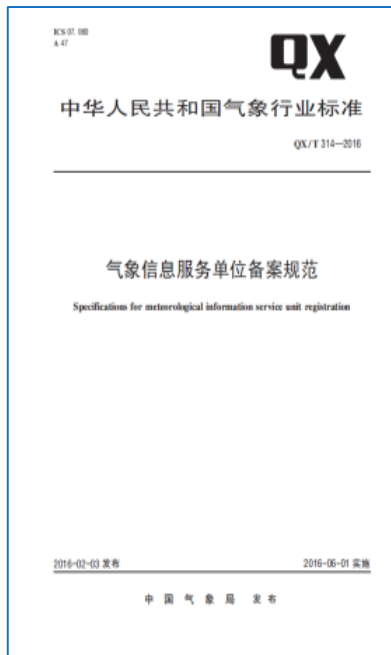 ICS 07.060
A 47
QX
中华人民共和国气象行业标准
QX/T 314—2016
气象信息服务单位备案规范
Specifications for meteorological information service unit registration
2016-02-03 发布
2016-06-01 实施
中国气象局 发布